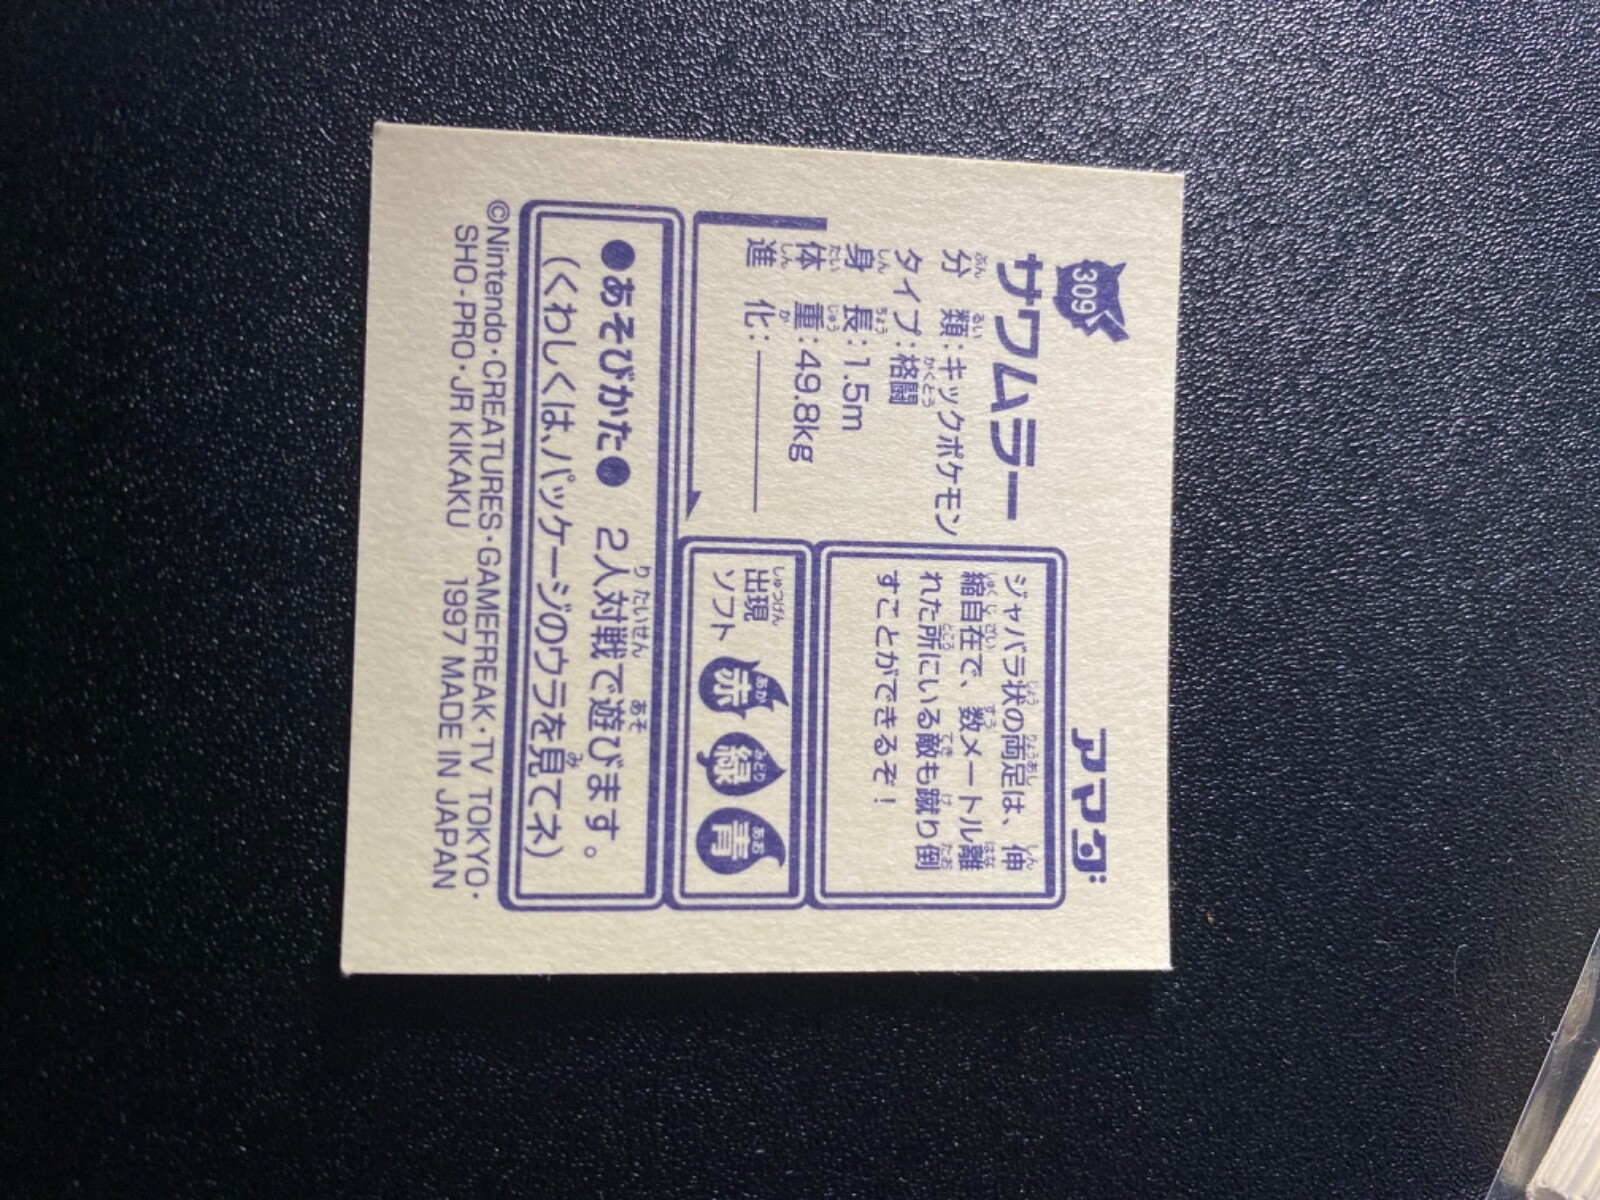 309
アマダ
サワムラー
分類：キックポケモン
タイプ：格闘
身長：1.5m
体重：49.8kg
進化：
ジャバラ状の両足は、伸
縮自在で、数メートル離
れた所にいる敵も蹴り倒
すことができるぞ！
出現
ソフト
赤 緑 青
●あそびかた● 2人対戦で遊びます。
(くわしくは、パッケージのウラを見てネ)
©Nintendo・CREATURES・GAMEFREAK・TV TOKYO・
SHO-PRO・JR KIKAKU 1997 MADE IN JAPAN